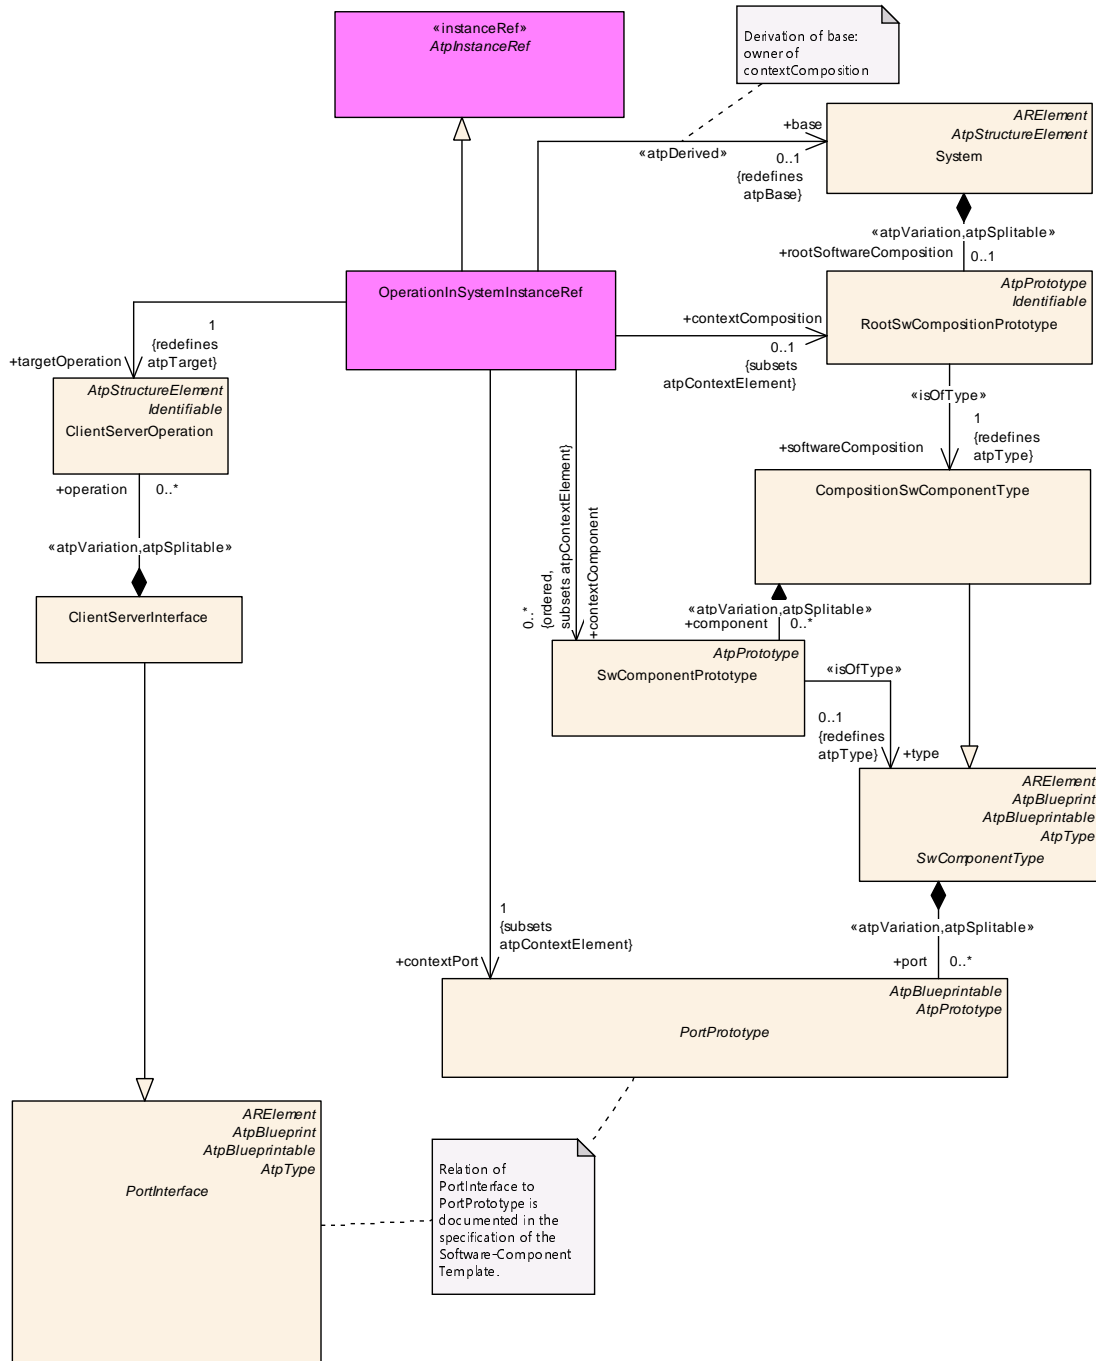 «instanceRef»
AtpInstanceRef
Derivation of base:
owner of
contextComposition
ARElement
AtpStructureElement
System
+base
«atpDerived»
0..1
{redefines
atpBase}
«atpVariation,atpSplitable»
+rootSoftwareComposition
0..1
OperationInSystemInstanceRef
AtpPrototype
Identifiable
RootSwCompositionPrototype
+contextComposition
0..1
{subsets
atpContextElement}
1
{redefines
atpTarget}
+targetOperation
AtpStructureElement
Identifiable
ClientServerOperation
«isOfType»
1
{redefines
atpType}
+softwareComposition
CompositionSwComponentType
+operation
0..*
«atpVariation,atpSplitable»
ClientServerInterface
0..*
{ordered,
subsets atpContextElement}
+contextComponent
«atpVariation,atpSplitable»
+component
0..*
AtpPrototype
SwComponentPrototype
«isOfType»
0..1
{redefines
atpType}
+type
ARElement
AtpBlueprint
AtpBlueprintable
AtpType
SwComponentType
1
{subsets
atpContextElement}
+contextPort
«atpVariation,atpSplitable»
+port
0..*
AtpBlueprintable
AtpPrototype
PortPrototype
ARElement
AtpBlueprint
AtpBlueprintable
AtpType
PortInterface
Relation of
PortInterface to
PortPrototype is
documented in the
specification of the
Software-Component
Template.